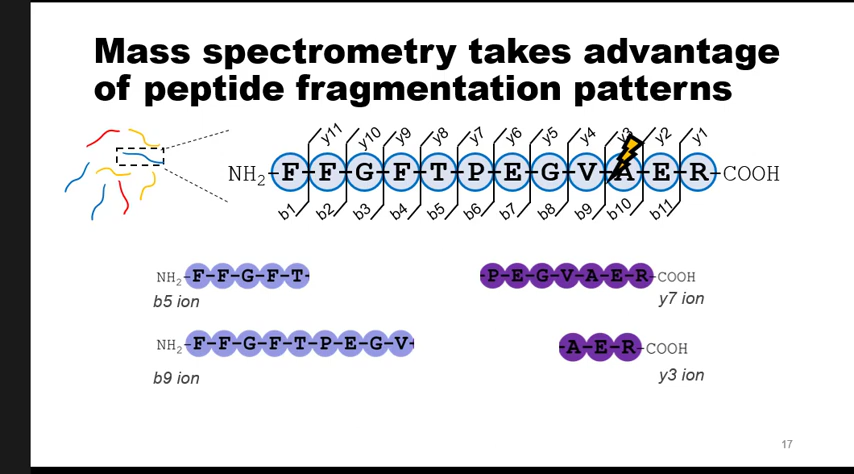 Mass spectrometry takes advantage
of peptide fragmentation patterns
y11 y10 y9 y8 y7 y6 y5 y4 y3 y2 y1
NH2-F-F-G-F-T-P-E-G-V-A-E-R-COOH
b1 b2 b3 b4 b5 b6 b7 b8 b9 b10 b11
NH2-F-F-G-F-T-
b5 ion
-P-E-G-V-A-E-R-COOH
y7 ion
NH2-F-F-G-F-T-P-E-G-V-
b9 ion
-A-E-R-COOH
y3 ion
17